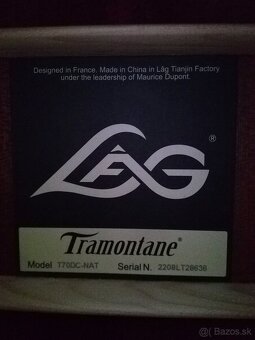 Designed in France, Made in China in Lâg Tianjin Factory
under the leadership of Maurice Dupont.
LÂG®
Tramontane®
Model T70DC-NAT Serial N. 2208LT28636
Bazos.sk